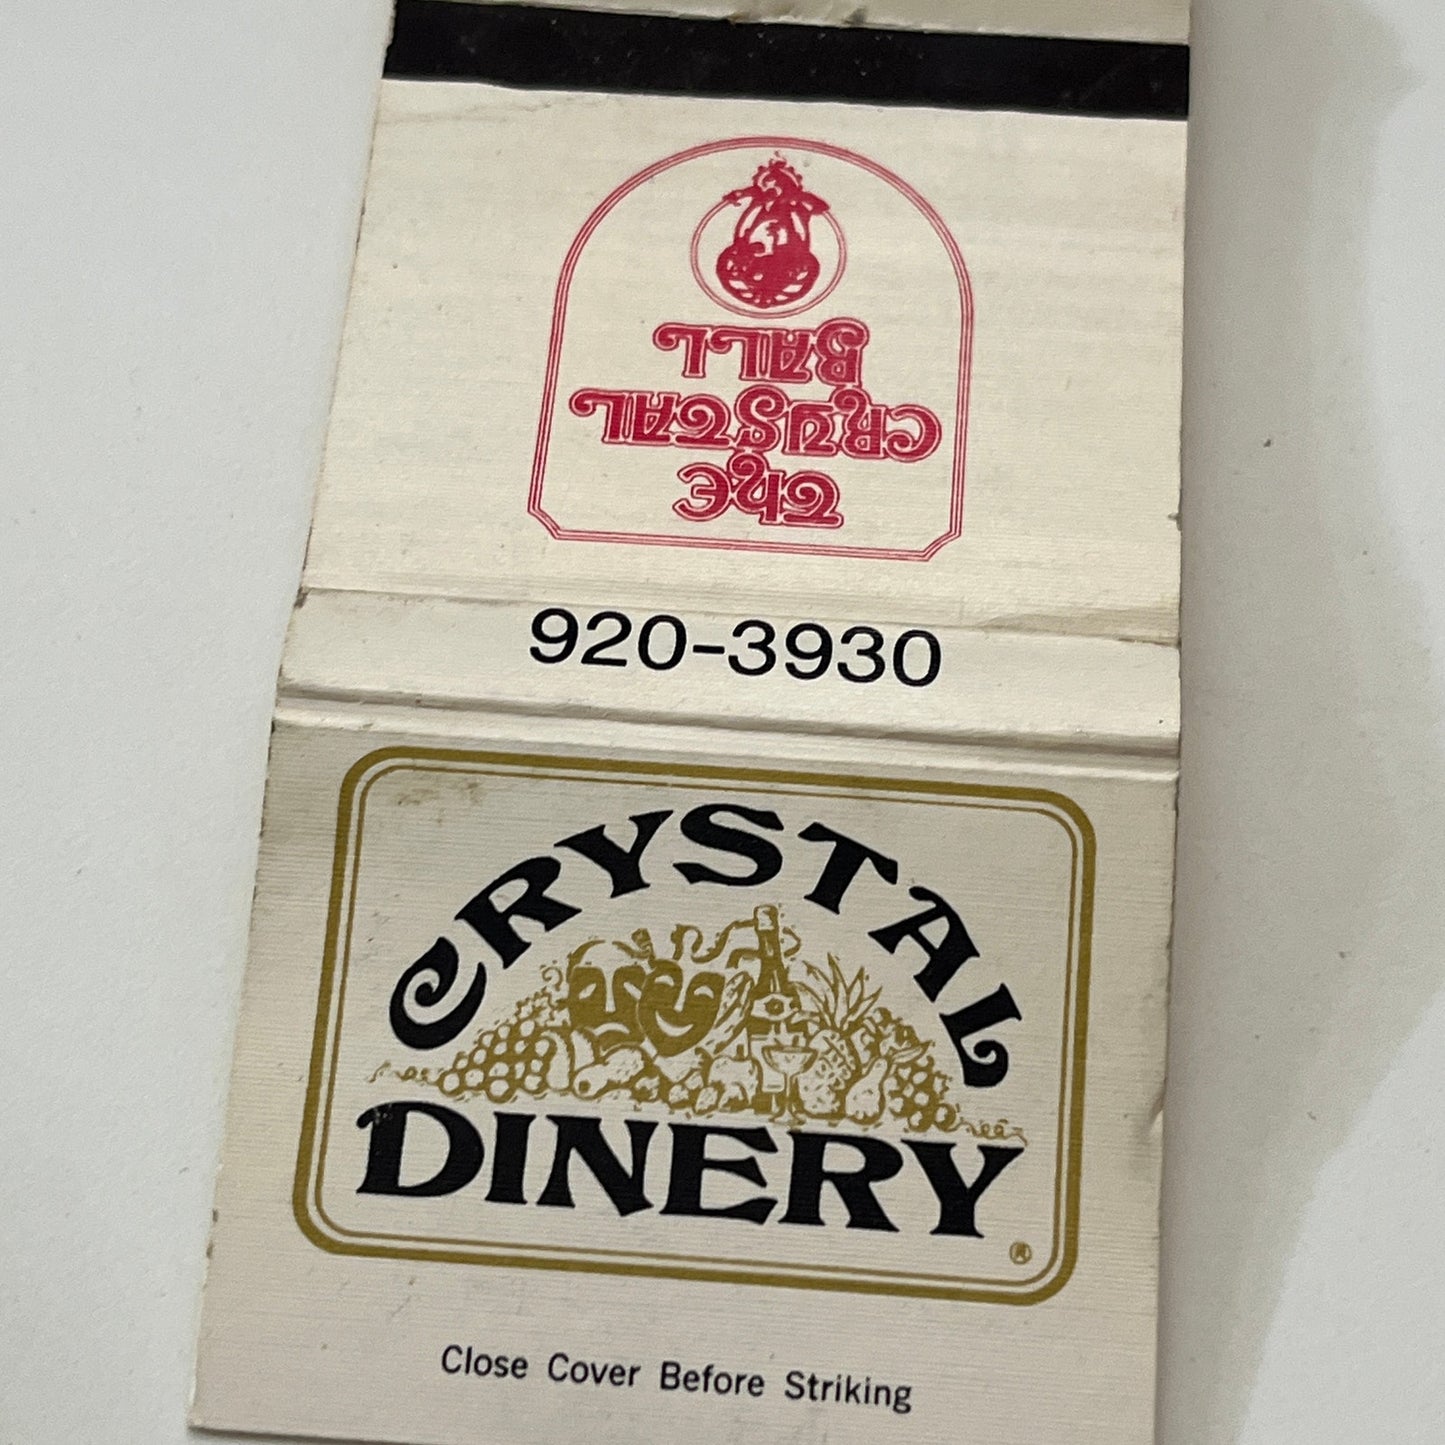 The
CRYSTAL
BALL
920-3930
CRYSTAL
DINERY
®
Close Cover Before Striking